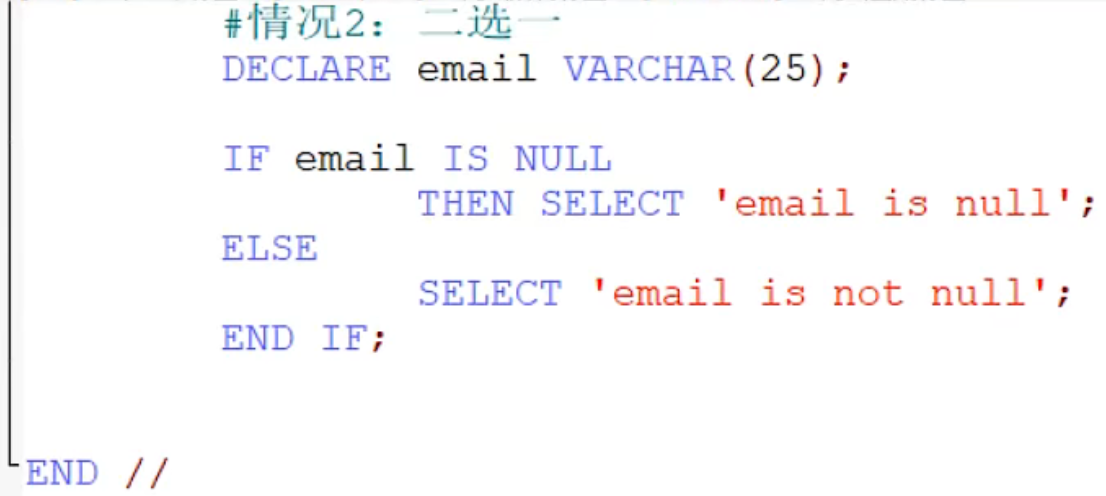 #情况2：二选一
DECLARE email VARCHAR(25);
IF email IS NULL
THEN SELECT 'email is null';
ELSE
SELECT 'email is not null';
END IF;
END //